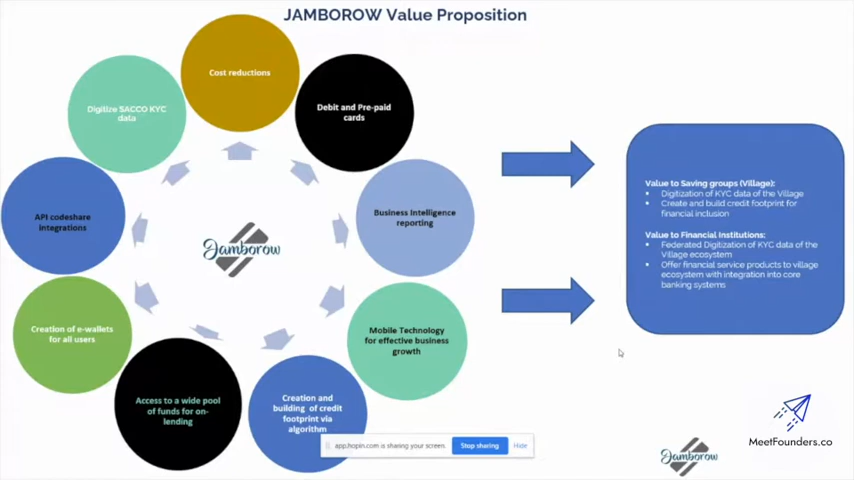 JAMBOROW Value Proposition
Cost reductions
Debit and Pre-paid
cards
Business Intelligence
reporting
Mobile Technology
for effective business
growth
Creation and
building of credit
footprint via
algorithm
Access to a wide pool
of funds for on-
lending
Creation of e-wallets
for all users
API codeshare
integrations
Digitize SACCO KYC
data
Jamborow
Value to Saving groups (Village):
▪ Digitization of KYC data of the Village
▪ Create and build credit footprint for
financial inclusion
Value to Financial Institutions:
▪ Federated Digitization of KYC data of the
Village ecosystem
▪ Offer financial service products to village
ecosystem with integration into core
banking systems
app.hopin.com is sharing your screen.
Stop sharing
Hide
MeetFounders.co
Jamborow